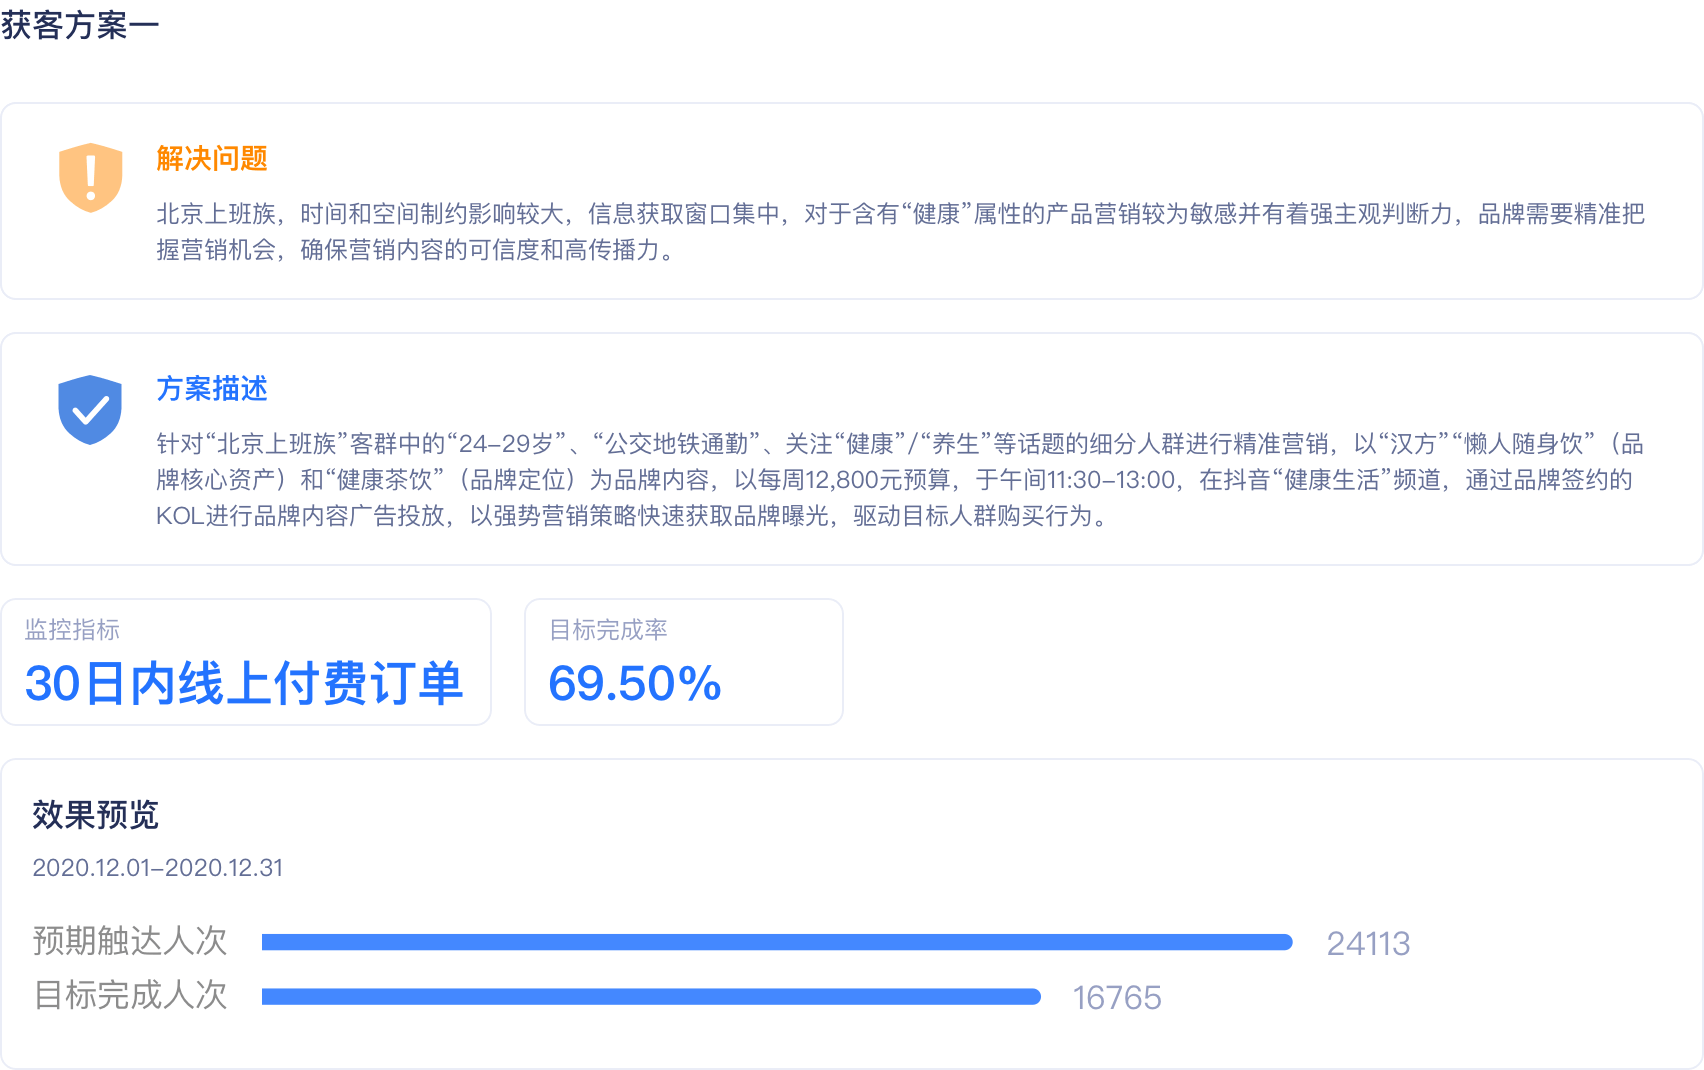 获客方案一
解决问题
北京上班族，时间和空间制约影响较大，信息获取窗口集中，对于含有“健康”属性的产品营销较为敏感并有着强主观判断力，品牌需要精准把
握营销机会，确保营销内容的可信度和高传播力。
方案描述
针对“北京上班族”客群中的“24–29岁”、“公交地铁通勤”、关注“健康”/“养生”等话题的细分人群进行精准营销，以“汉方”“懒人随身饮”（品
牌核心资产）和“健康茶饮”（品牌定位）为品牌内容，以每周12,800元预算，于午间11:30–13:00，在抖音“健康生活”频道，通过品牌签约的
KOL进行品牌内容广告投放，以强势营销策略快速获取品牌曝光，驱动目标人群购买行为。
监控指标
30日内线上付费订单
目标完成率
69.50%
效果预览
2020.12.01–2020.12.31
预期触达人次 24113
目标完成人次 16765